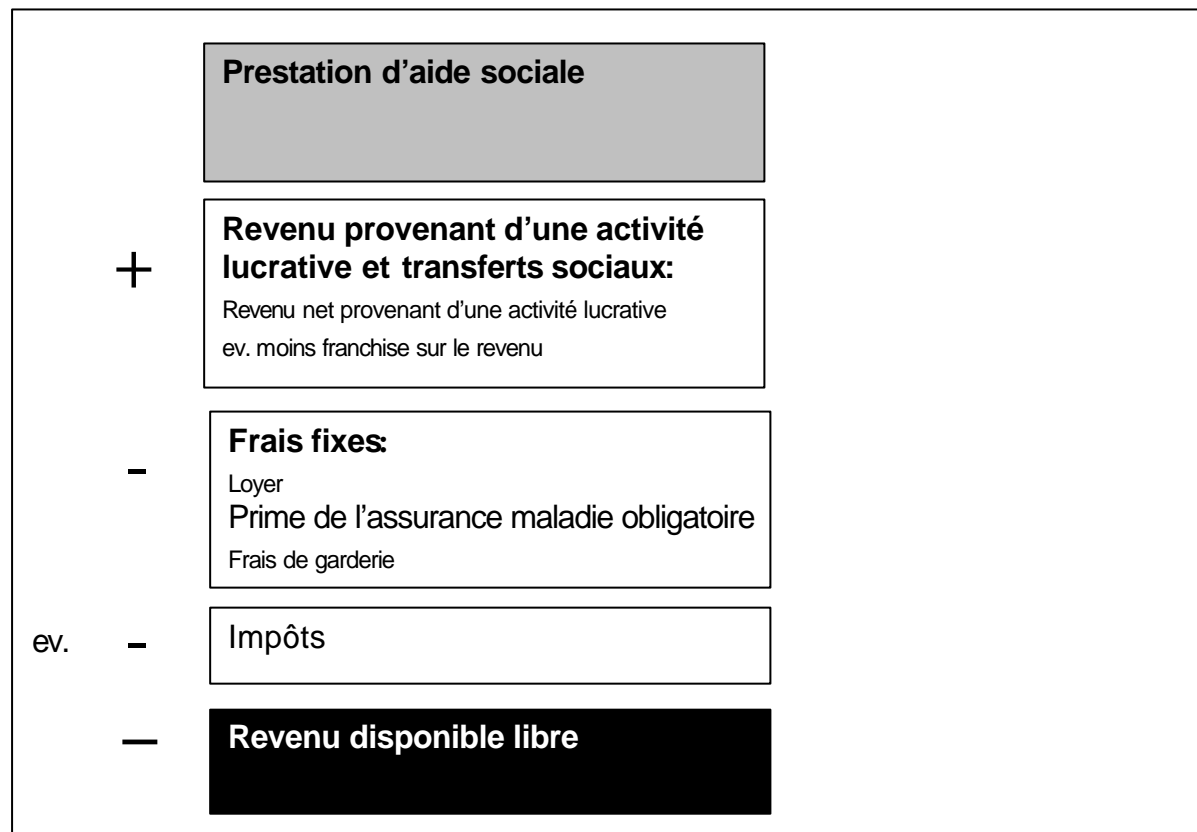 Prestation d’aide sociale
+
Revenu provenant d’une activité
lucrative et transferts sociaux:
Revenu net provenant d’une activité lucrative
ev. moins franchise sur le revenu
-
Frais fixes:
Loyer
Prime de l’assurance maladie obligatoire
Frais de garderie
ev. - Impôts
– Revenu disponible libre